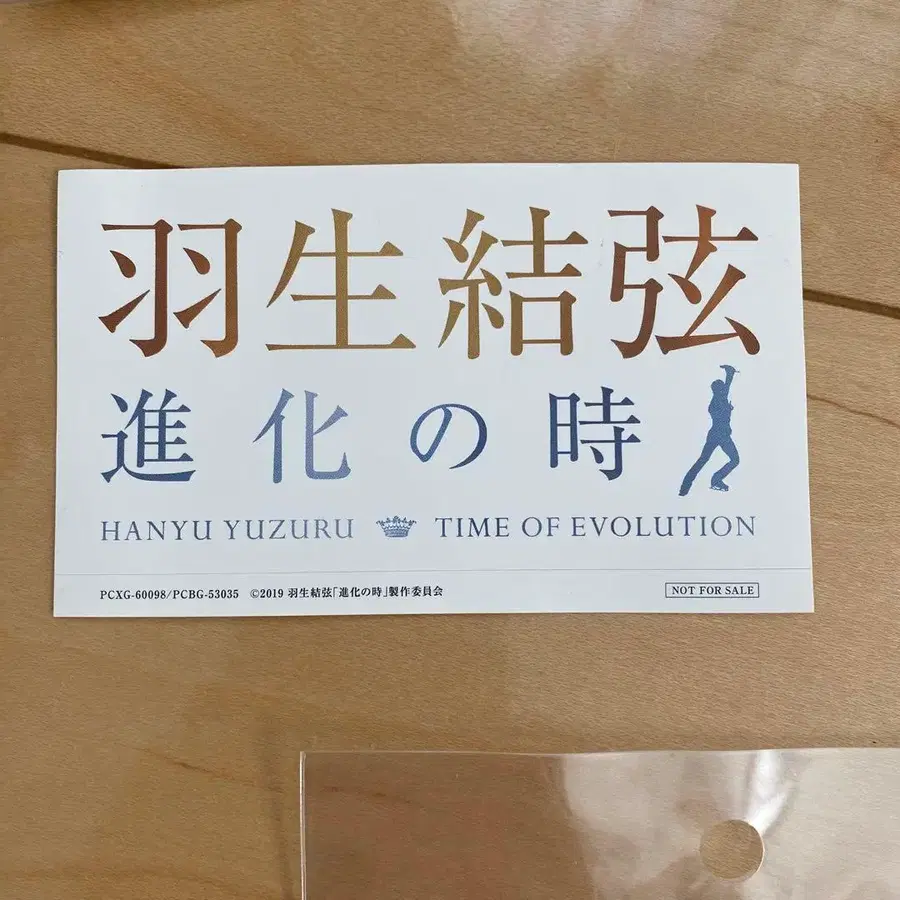 羽生結弦
進化の時
HANYU YUZURU TIME OF EVOLUTION
PCXG-60098/PCBG-53035 ©2019 羽生結弦「進化の時」製作委員会 NOT FOR SALE